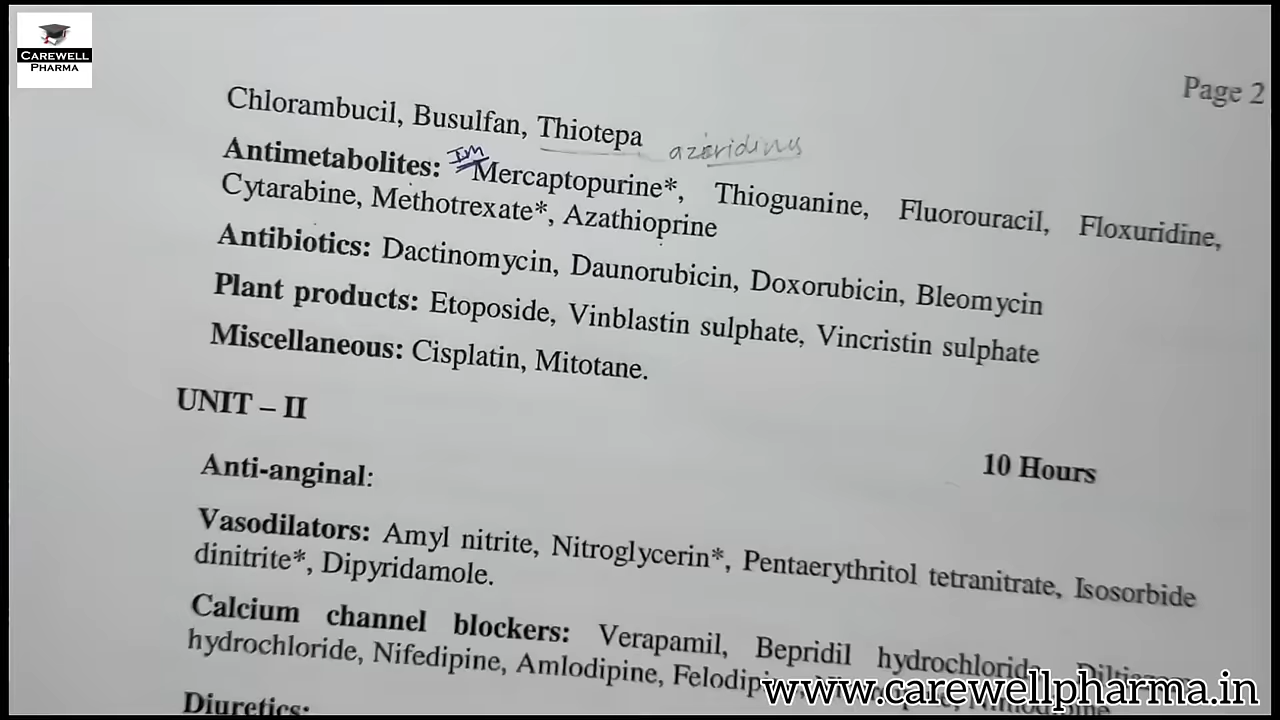 CAREWELL
PHARMA
Page 2
Chlorambucil, Busulfan, Thiotepa azeridines
Antimetabolites: IM Mercaptopurine*, Thioguanine, Fluorouracil, Floxuridine,
Cytarabine, Methotrexate*, Azathioprine
Antibiotics: Dactinomycin, Daunorubicin, Doxorubicin, Bleomycin
Plant products: Etoposide, Vinblastin sulphate, Vincristin sulphate
Miscellaneous: Cisplatin, Mitotane.
UNIT – II
10 Hours
Anti-anginal:
Vasodilators: Amyl nitrite, Nitroglycerin*, Pentaerythritol tetranitrate, Isosorbide
dinitrite*, Dipyridamole.
Calcium channel blockers: Verapamil, Bepridil hydrochloride, Diltiazem
hydrochloride, Nifedipine, Amlodipine, Felodipine,
Diuretics:
www.carewellpharma.in